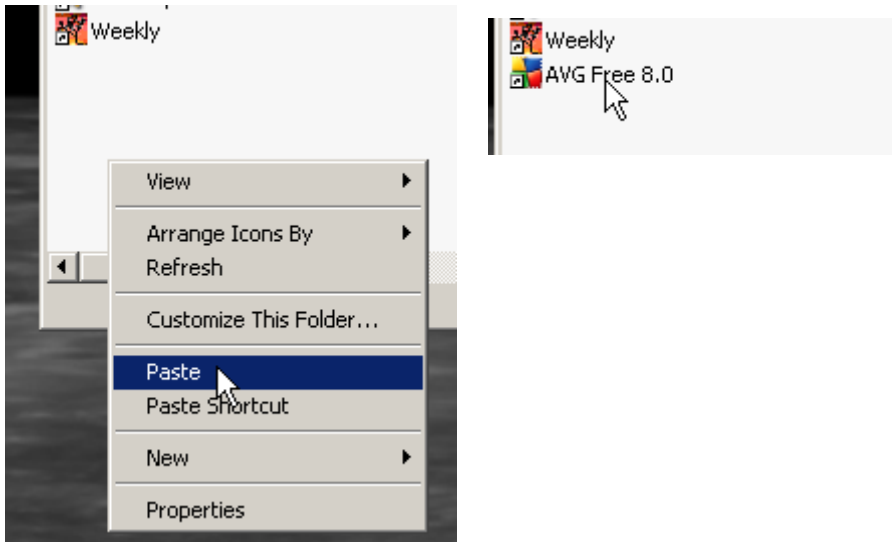 Weekly
View
Arrange Icons By
Refresh
Customize This Folder...
Paste
Paste Shortcut
New
Properties
Weekly
AVG Free 8.0